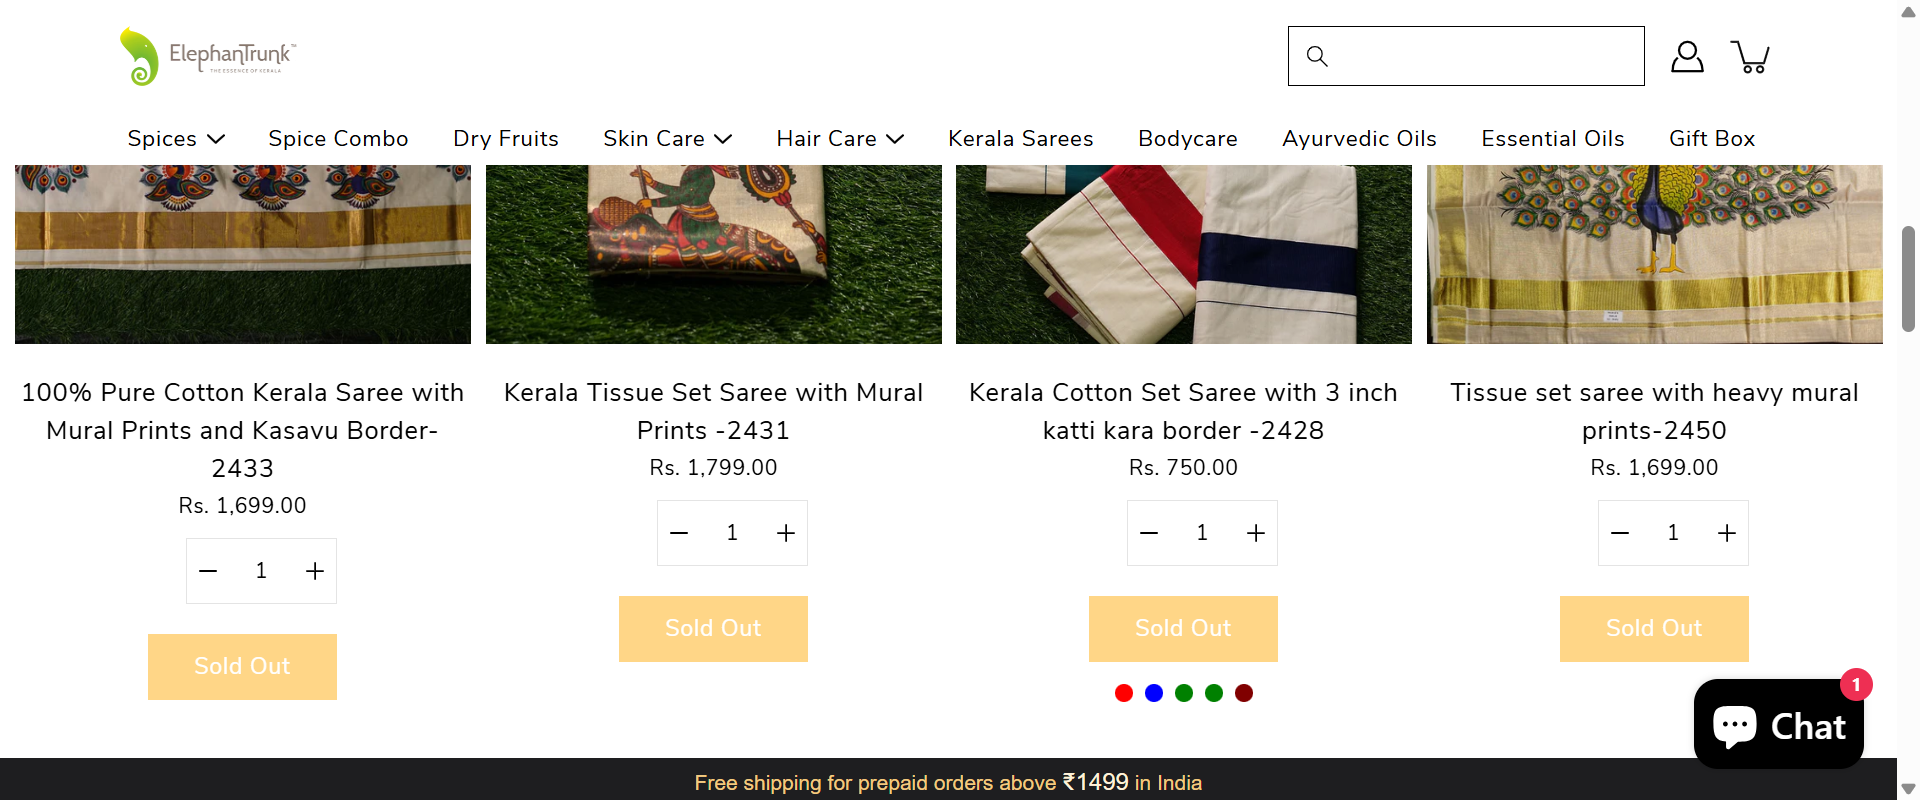 ElephanTrunk™
THE ESSENCE OF KERALA
Spices
Spice Combo
Dry Fruits
Skin Care
Hair Care
Kerala Sarees
Bodycare
Ayurvedic Oils
Essential Oils
Gift Box
100% Pure Cotton Kerala Saree with
Mural Prints and Kasavu Border-
2433
Rs. 1,699.00
− 1 +
Sold Out
Kerala Tissue Set Saree with Mural
Prints -2431
Rs. 1,799.00
− 1 +
Sold Out
Kerala Cotton Set Saree with 3 inch
katti kara border -2428
Rs. 750.00
− 1 +
Sold Out
Tissue set saree with heavy mural
prints-2450
Rs. 1,699.00
− 1 +
Sold Out
1
Chat
Free shipping for prepaid orders above ₹1499 in India